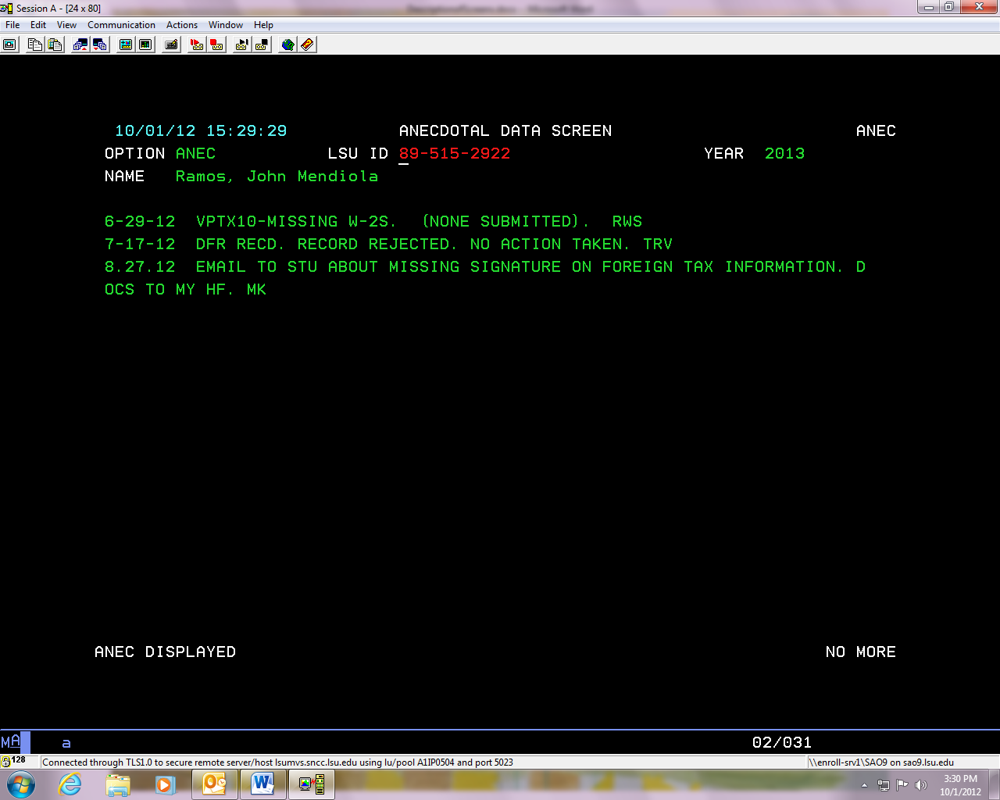 Session A - [24 x 80]
File Edit View Communication Actions Window Help
10/01/12 15:29:29 ANECDOTAL DATA SCREEN ANEC
OPTION ANEC LSU ID 89-515-2922 YEAR 2013
NAME Ramos, John Mendiola
6-29-12 VPTX10-MISSING W-2S. (NONE SUBMITTED). RWS
7-17-12 DFR RECD. RECORD REJECTED. NO ACTION TAKEN. TRV
8.27.12 EMAIL TO STU ABOUT MISSING SIGNATURE ON FOREIGN TAX INFORMATION. D
OCS TO MY HF. MK
ANEC DISPLAYED NO MORE
MA a 02/031
128 Connected through TLS1.0 to secure remote server/host lsumvs.sncc.lsu.edu using lu/pool A1IP0504 and port 5023 \\enroll-srv1\SAO9 on sao9.lsu.edu
3:30 PM
10/1/2012